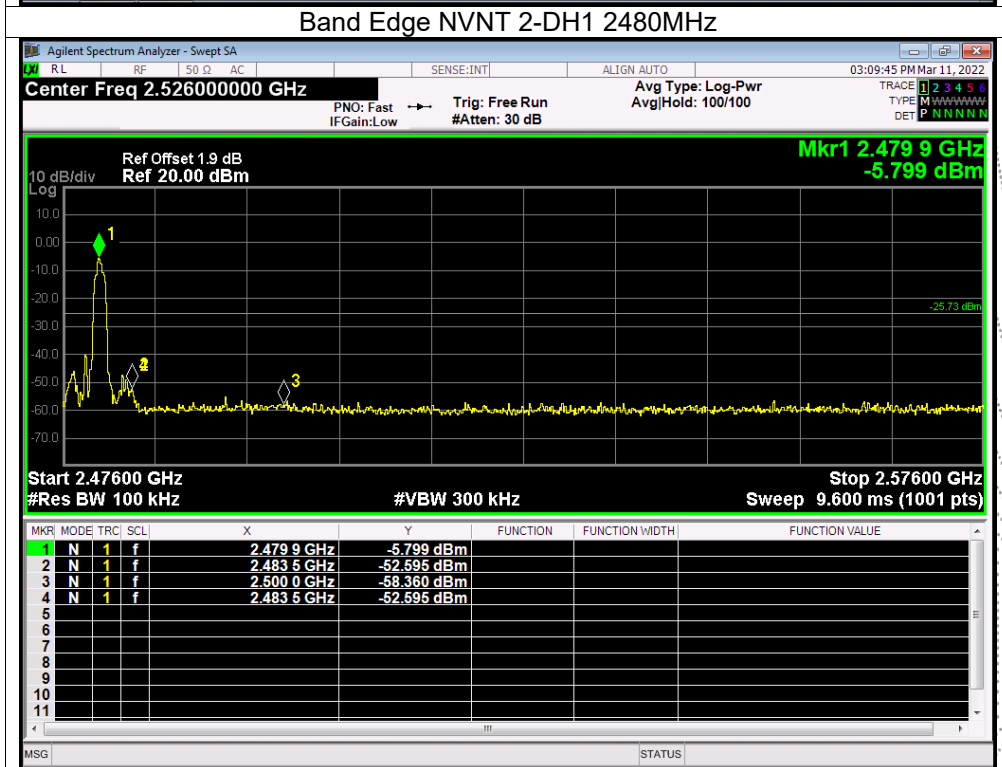 Band Edge NVNT 2-DH1 2480MHz
Agilent Spectrum Analyzer - Swept SA
LXI RL RF 50 Ω AC SENSE:INT ALIGN AUTO 03:09:45 PM Mar 11, 2022
Center Freq 2.526000000 GHz Avg Type: Log-Pwr TRACE 1 2 3 4 5 6
PNO: Fast Trig: Free Run Avg|Hold: 100/100 TYPE M WWWWW
IFGain:Low #Atten: 30 dB DET P N N N N N
Mkr1 2.479 9 GHz
-5.799 dBm
Ref Offset 1.9 dB
10 dB/div Ref 20.00 dBm
Log
10.0
0.00
-10.0
-20.0
-30.0
-40.0
-50.0
-60.0
-70.0
1
-25.73 dBm
2
3
Start 2.47600 GHz Stop 2.57600 GHz
#Res BW 100 kHz #VBW 300 kHz Sweep 9.600 ms (1001 pts)
MKR MODE TRC SCL X Y FUNCTION FUNCTION WIDTH FUNCTION VALUE
1 N 1 f 2.479 9 GHz -5.799 dBm
2 N 1 f 2.483 5 GHz -52.595 dBm
3 N 1 f 2.500 0 GHz -58.360 dBm
4 N 1 f 2.483 5 GHz -52.595 dBm
5
6
7
8
9
10
11
MSG STATUS